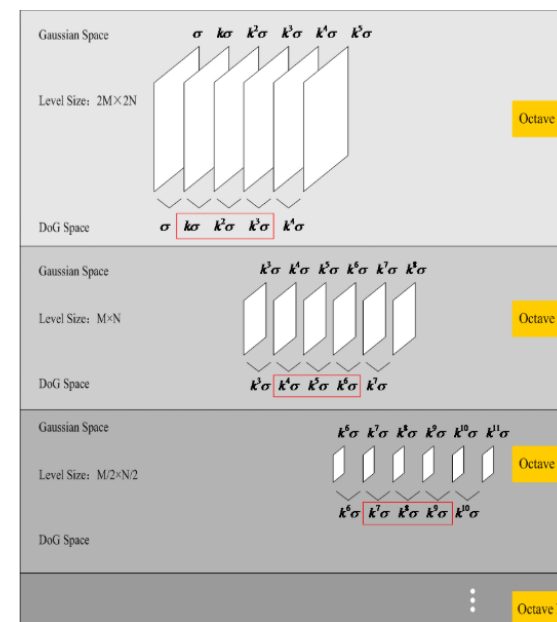 Gaussian Space σ kσ k²σ k³σ k⁴σ k⁵σ
Level Size: 2M×2N
Octave
DoG Space σ kσ k²σ k³σ k⁴σ
Gaussian Space k³σ k⁴σ k⁵σ k⁶σ k⁷σ k⁸σ
Level Size: M×N
Octave
DoG Space k³σ k⁴σ k⁵σ k⁶σ k⁷σ
Gaussian Space k⁶σ k⁷σ k⁸σ k⁹σ k¹⁰σ k¹¹σ
Octave
Level Size: M/2×N/2
k⁶σ k⁷σ k⁸σ k⁹σ k¹⁰σ
DoG Space
Octave